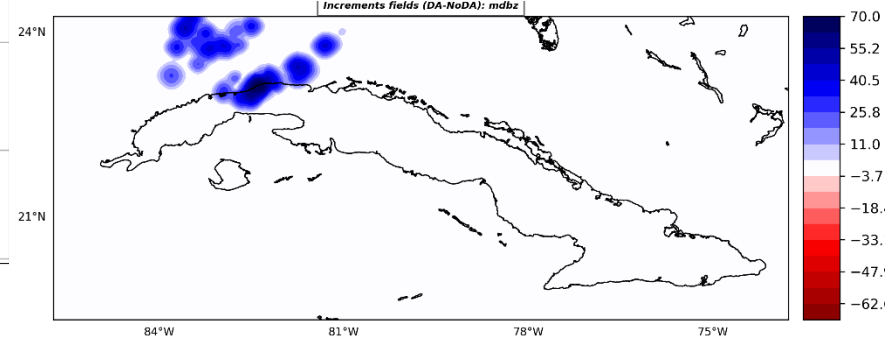 Increments fields (DA-NoDA): mdbz
24°N
21°N
84°W
81°W
78°W
75°W
70.0
55.2
40.5
25.8
11.0
−3.7
−18.4
−33.
−47.
−62.